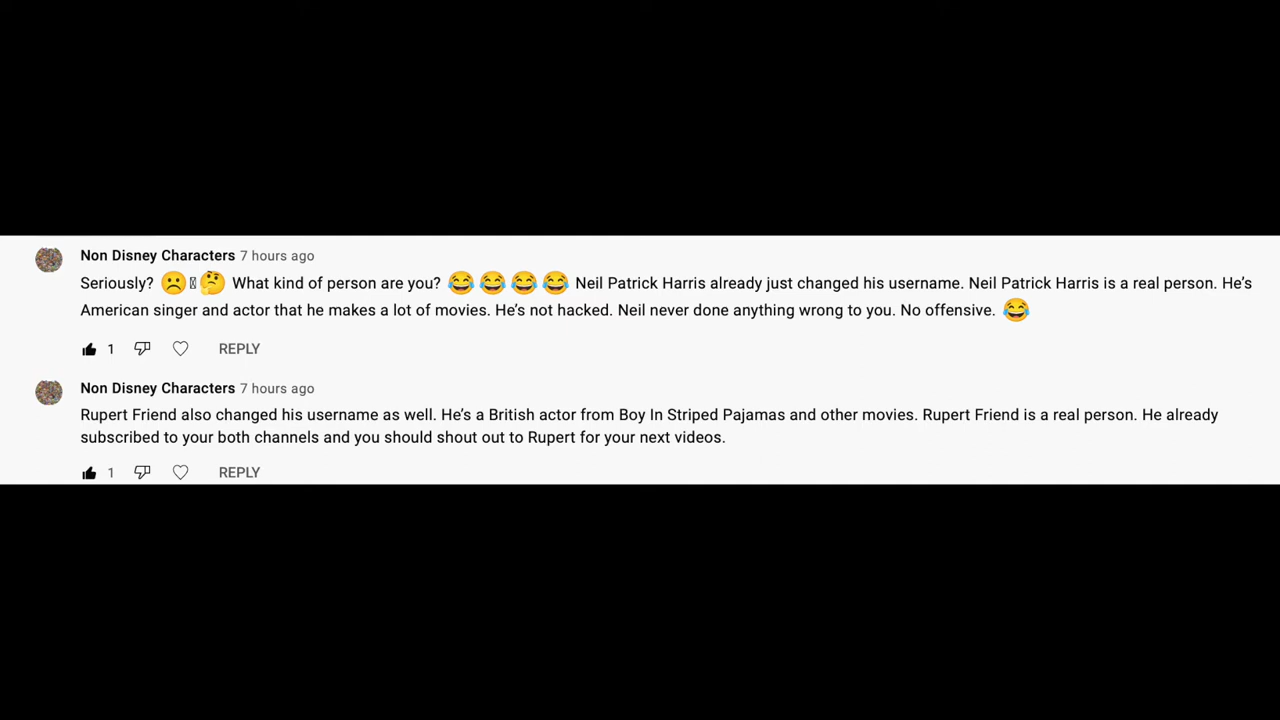 Non Disney Characters 7 hours ago
Seriously? ☹️🤔 What kind of person are you? 😂😂😂😂 Neil Patrick Harris already just changed his username. Neil Patrick Harris is a real person. He’s
American singer and actor that he makes a lot of movies. He’s not hacked. Neil never done anything wrong to you. No offensive. 😂
1 REPLY
Non Disney Characters 7 hours ago
Rupert Friend also changed his username as well. He’s a British actor from Boy In Striped Pajamas and other movies. Rupert Friend is a real person. He already
subscribed to your both channels and you should shout out to Rupert for your next videos.
1 REPLY